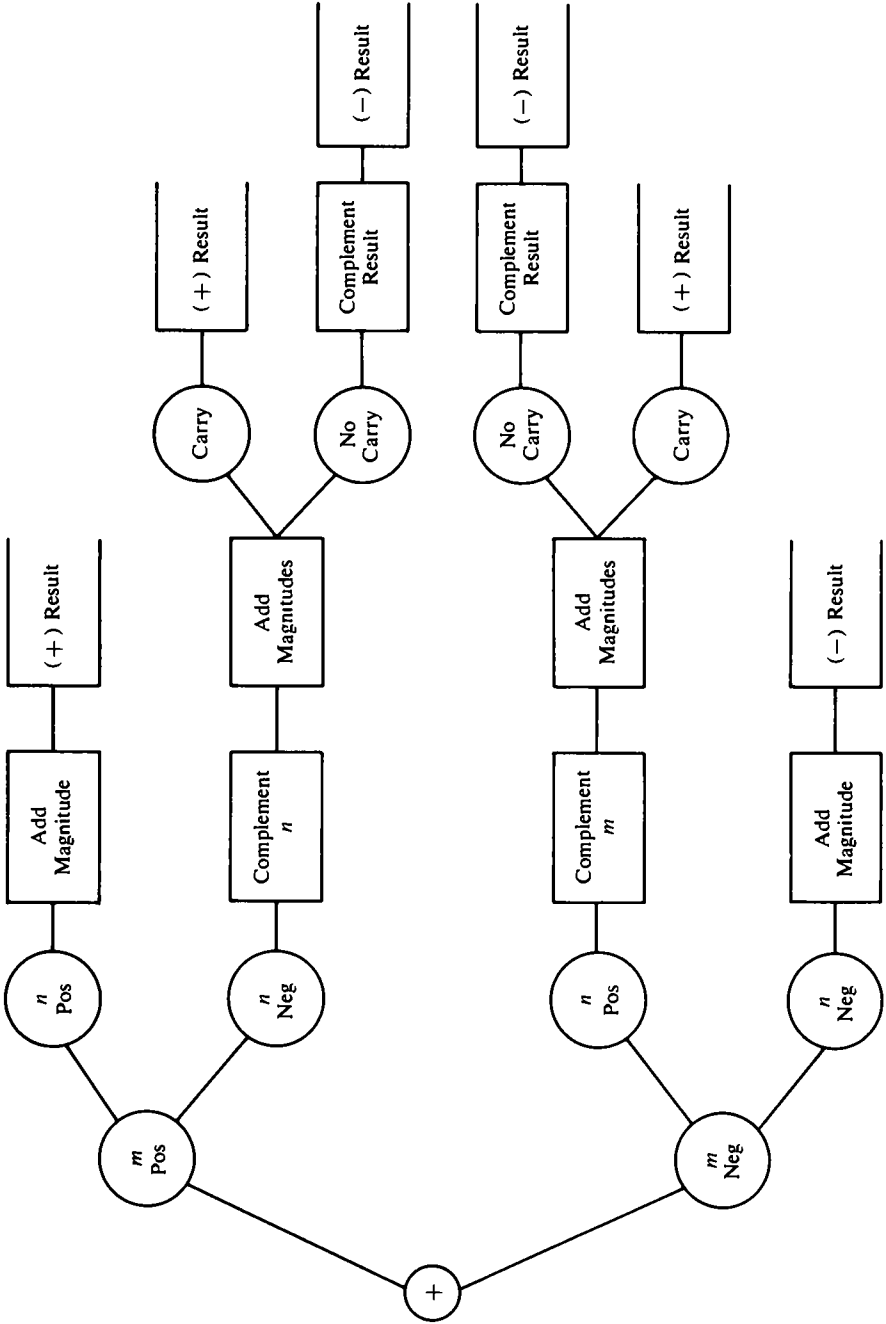 +
m
Pos
m
Neg
n
Pos
n
Neg
n
Pos
n
Neg
Add
Magnitude
Complement
n
Complement
m
Add
Magnitude
(+) Result
Add
Magnitudes
Add
Magnitudes
(−) Result
Carry
No
Carry
No
Carry
Carry
(+) Result
Complement
Result
Complement
Result
(+) Result
(−) Result
(−) Result